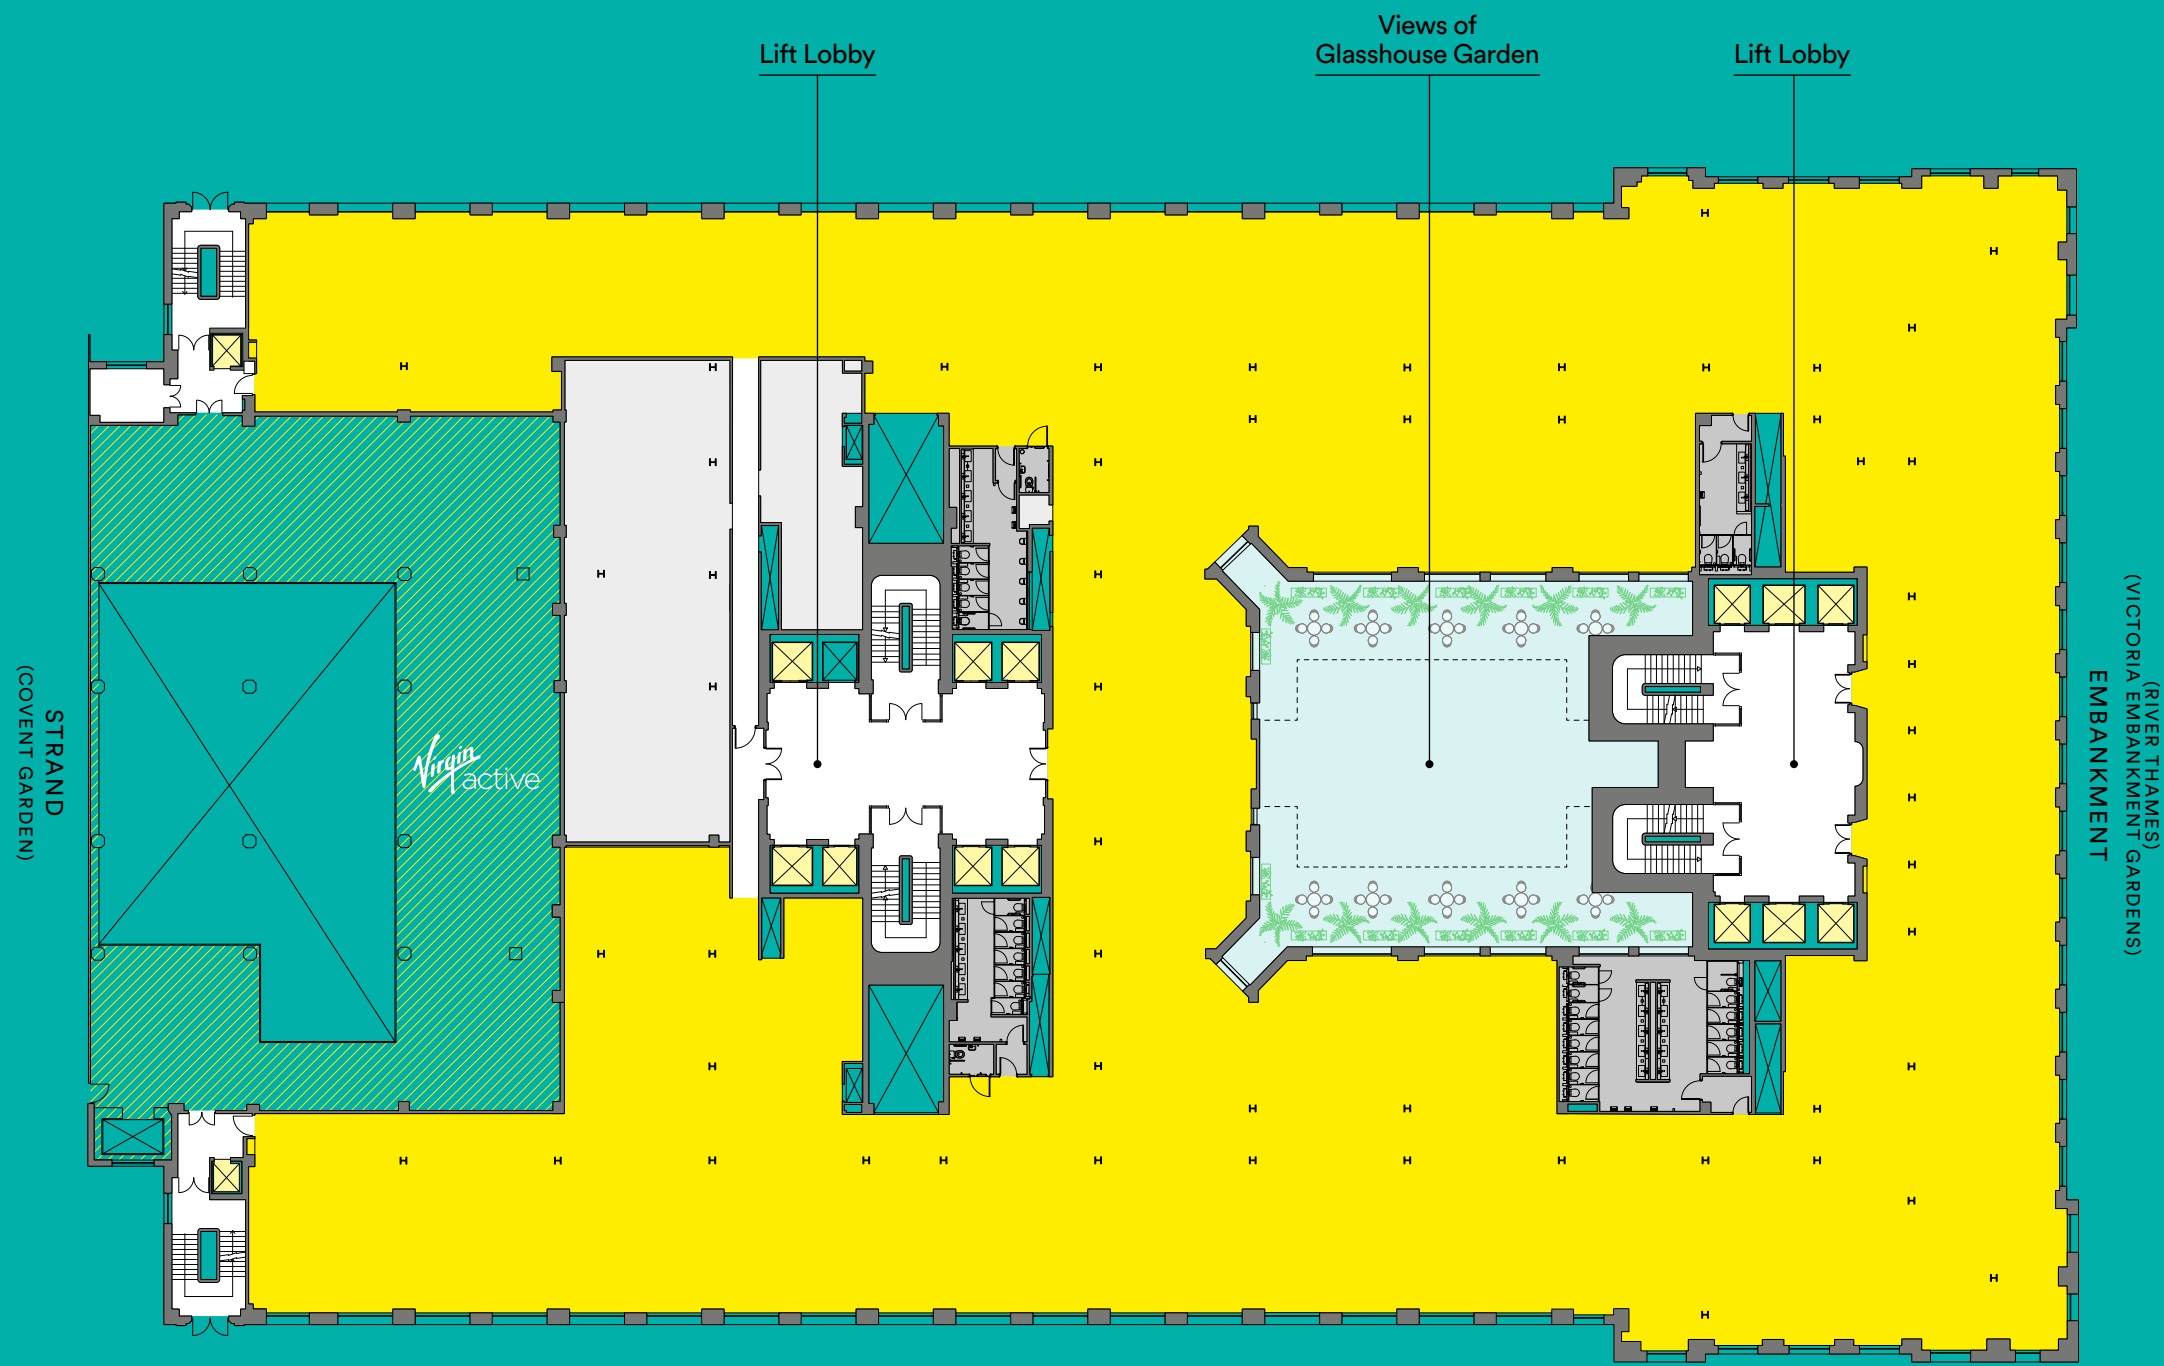 Views of
Glasshouse Garden
Lift Lobby
Lift Lobby
STRAND
(COVENT GARDEN)
Virgin
active
EMBANKMENT
(VICTORIA EMBANKMENT GARDENS)
(RIVER THAMES)